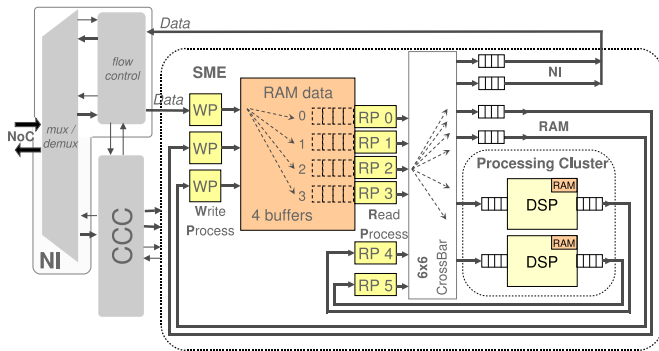 Data
flow
control
Data
NoC
mux /
demux
NI
CCC
SME
WP
WP
WP
Write
Process
RAM data
0
1
2
3
4 buffers
RP 0
RP 1
RP 2
RP 3
Read
Process
RP 4
RP 5
6x6
CrossBar
NI
RAM
Processing Cluster
RAM
DSP
RAM
DSP